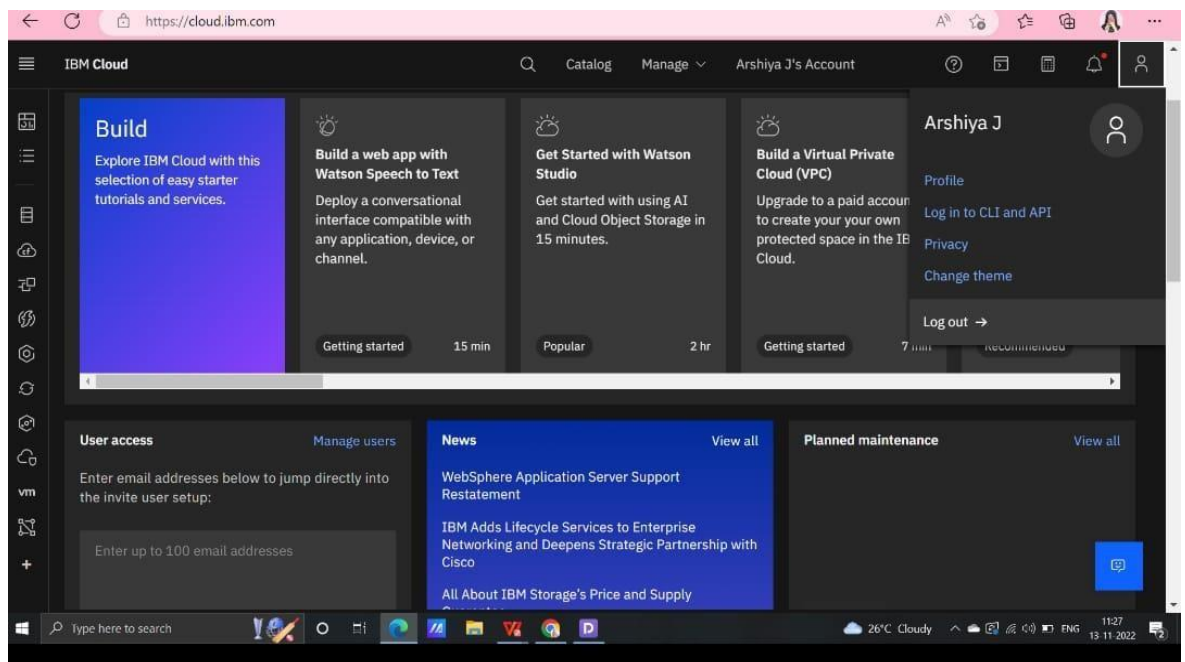 https://cloud.ibm.com
IBM Cloud
Catalog
Manage
Arshiya J's Account
Arshiya J
Profile
Log in to CLI and API
Privacy
Change theme
Log out →
Build
Explore IBM Cloud with this
selection of easy starter
tutorials and services.
Build a web app with
Watson Speech to Text
Deploy a conversational
interface compatible with
any application, device, or
channel.
Getting started
15 min
Get Started with Watson
Studio
Get started with using AI
and Cloud Object Storage in
15 minutes.
Popular
2 hr
Build a Virtual Private
Cloud (VPC)
Upgrade to a paid accoun
to create your your own
protected space in the IB
Cloud.
Getting started
7 min
Recommended
User access
Manage users
Enter email addresses below to jump directly into
the invite user setup:
Enter up to 100 email addresses
News
View all
WebSphere Application Server Support
Restatement
IBM Adds Lifecycle Services to Enterprise
Networking and Deepens Strategic Partnership with
Cisco
All About IBM Storage's Price and Supply
Planned maintenance
View all
vm
Type here to search
26°C Cloudy
ENG
11:27
13-11-2022